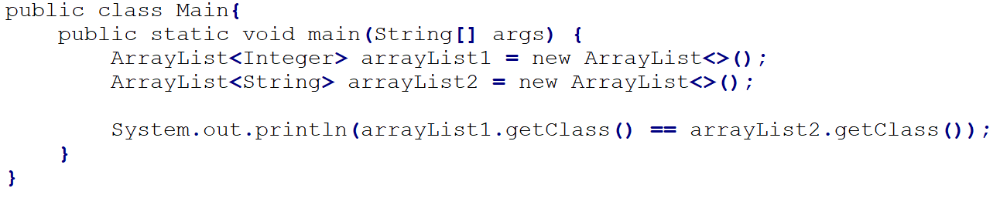 public class Main{
    public static void main(String[] args) {
        ArrayList<Integer> arrayList1 = new ArrayList<>();
        ArrayList<String> arrayList2 = new ArrayList<>();

        System.out.println(arrayList1.getClass() == arrayList2.getClass());
    }
}